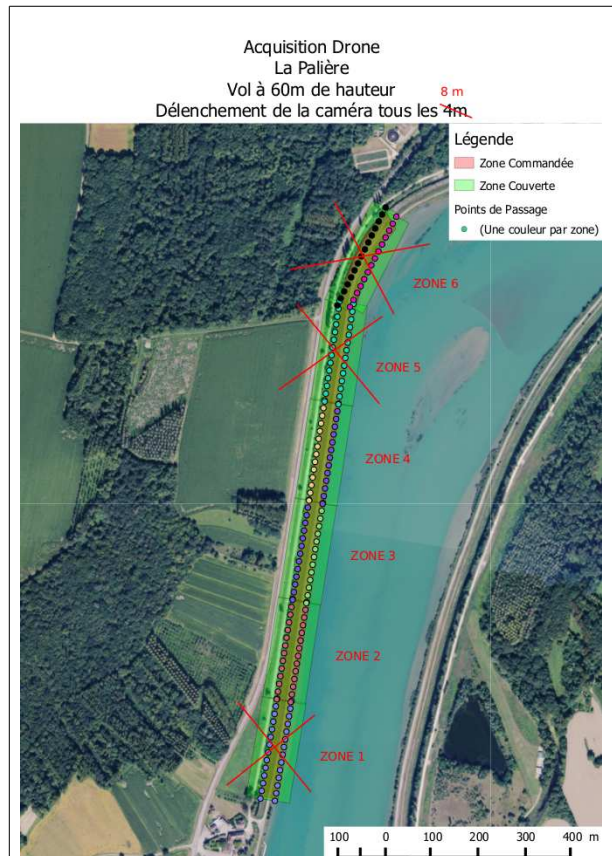 Acquisition Drone
La Palière
Vol à 60m de hauteur
8 m
Délenchement de la caméra tous les 4m
Légende
Zone Commandée
Zone Couverte
Points de Passage
(Une couleur par zone)
ZONE 6
ZONE 5
ZONE 4
ZONE 3
ZONE 2
ZONE 1
100 0 100 200 300 400 m